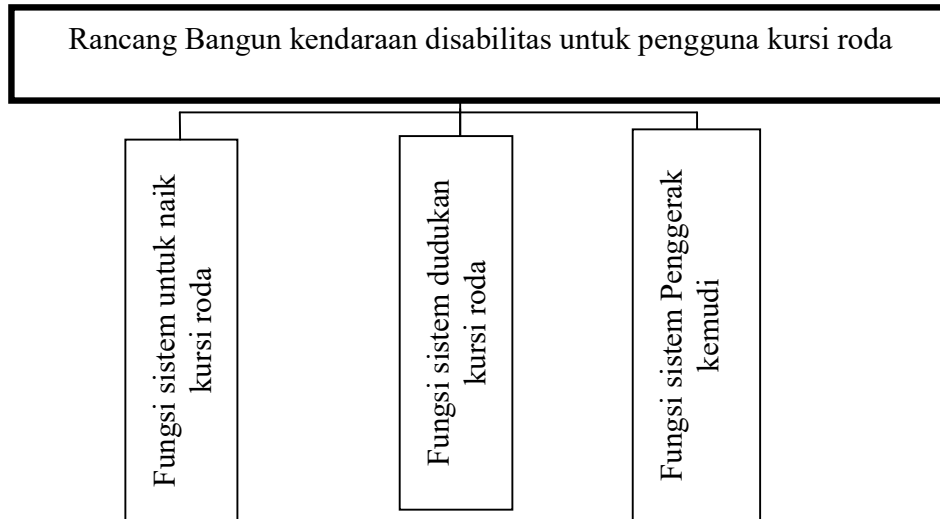 Rancang Bangun kendaraan disabilitas untuk pengguna kursi roda
Fungsi sistem untuk naik
kursi roda
Fungsi sistem dudukan
kursi roda
Fungsi sistem Penggerak
kemudi